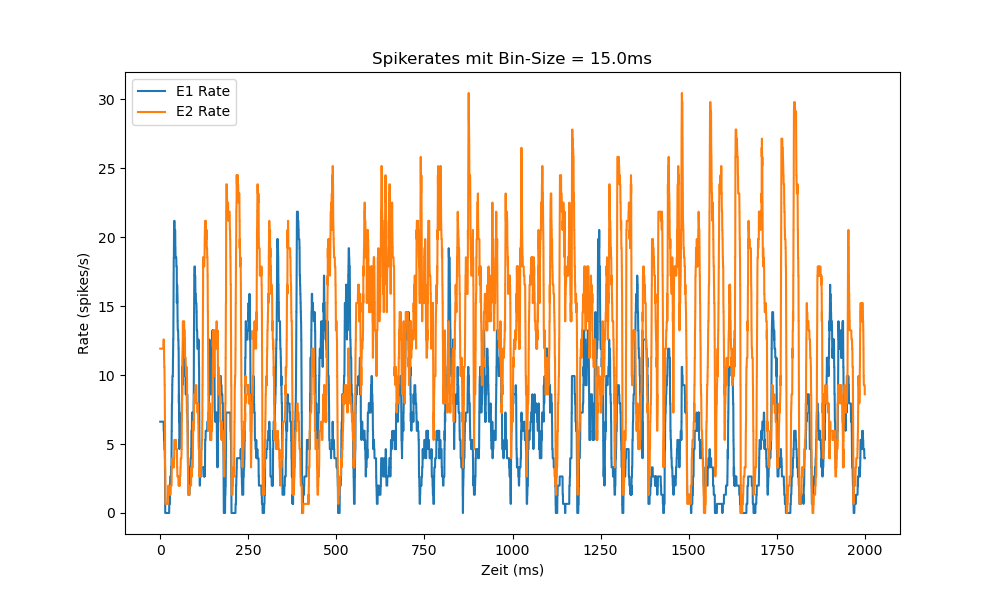 Spikerates mit Bin-Size = 15.0ms
E1 Rate
E2 Rate
Rate (spikes/s)
30
25
20
15
10
5
0
0 250 500 750 1000 1250 1500 1750 2000
Zeit (ms)